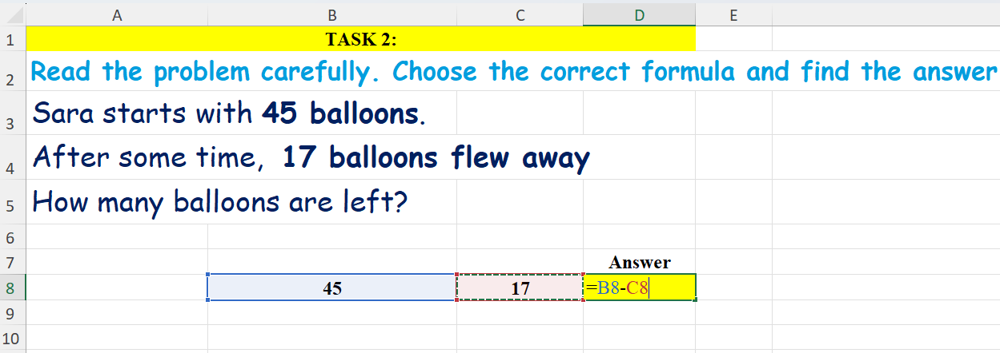 A B C D E
1 TASK 2:
2 Read the problem carefully. Choose the correct formula and find the answer
3 Sara starts with 45 balloons.
4 After some time, 17 balloons flew away
5 How many balloons are left?
6
7 Answer
8 45 17 =B8-C8
9
10